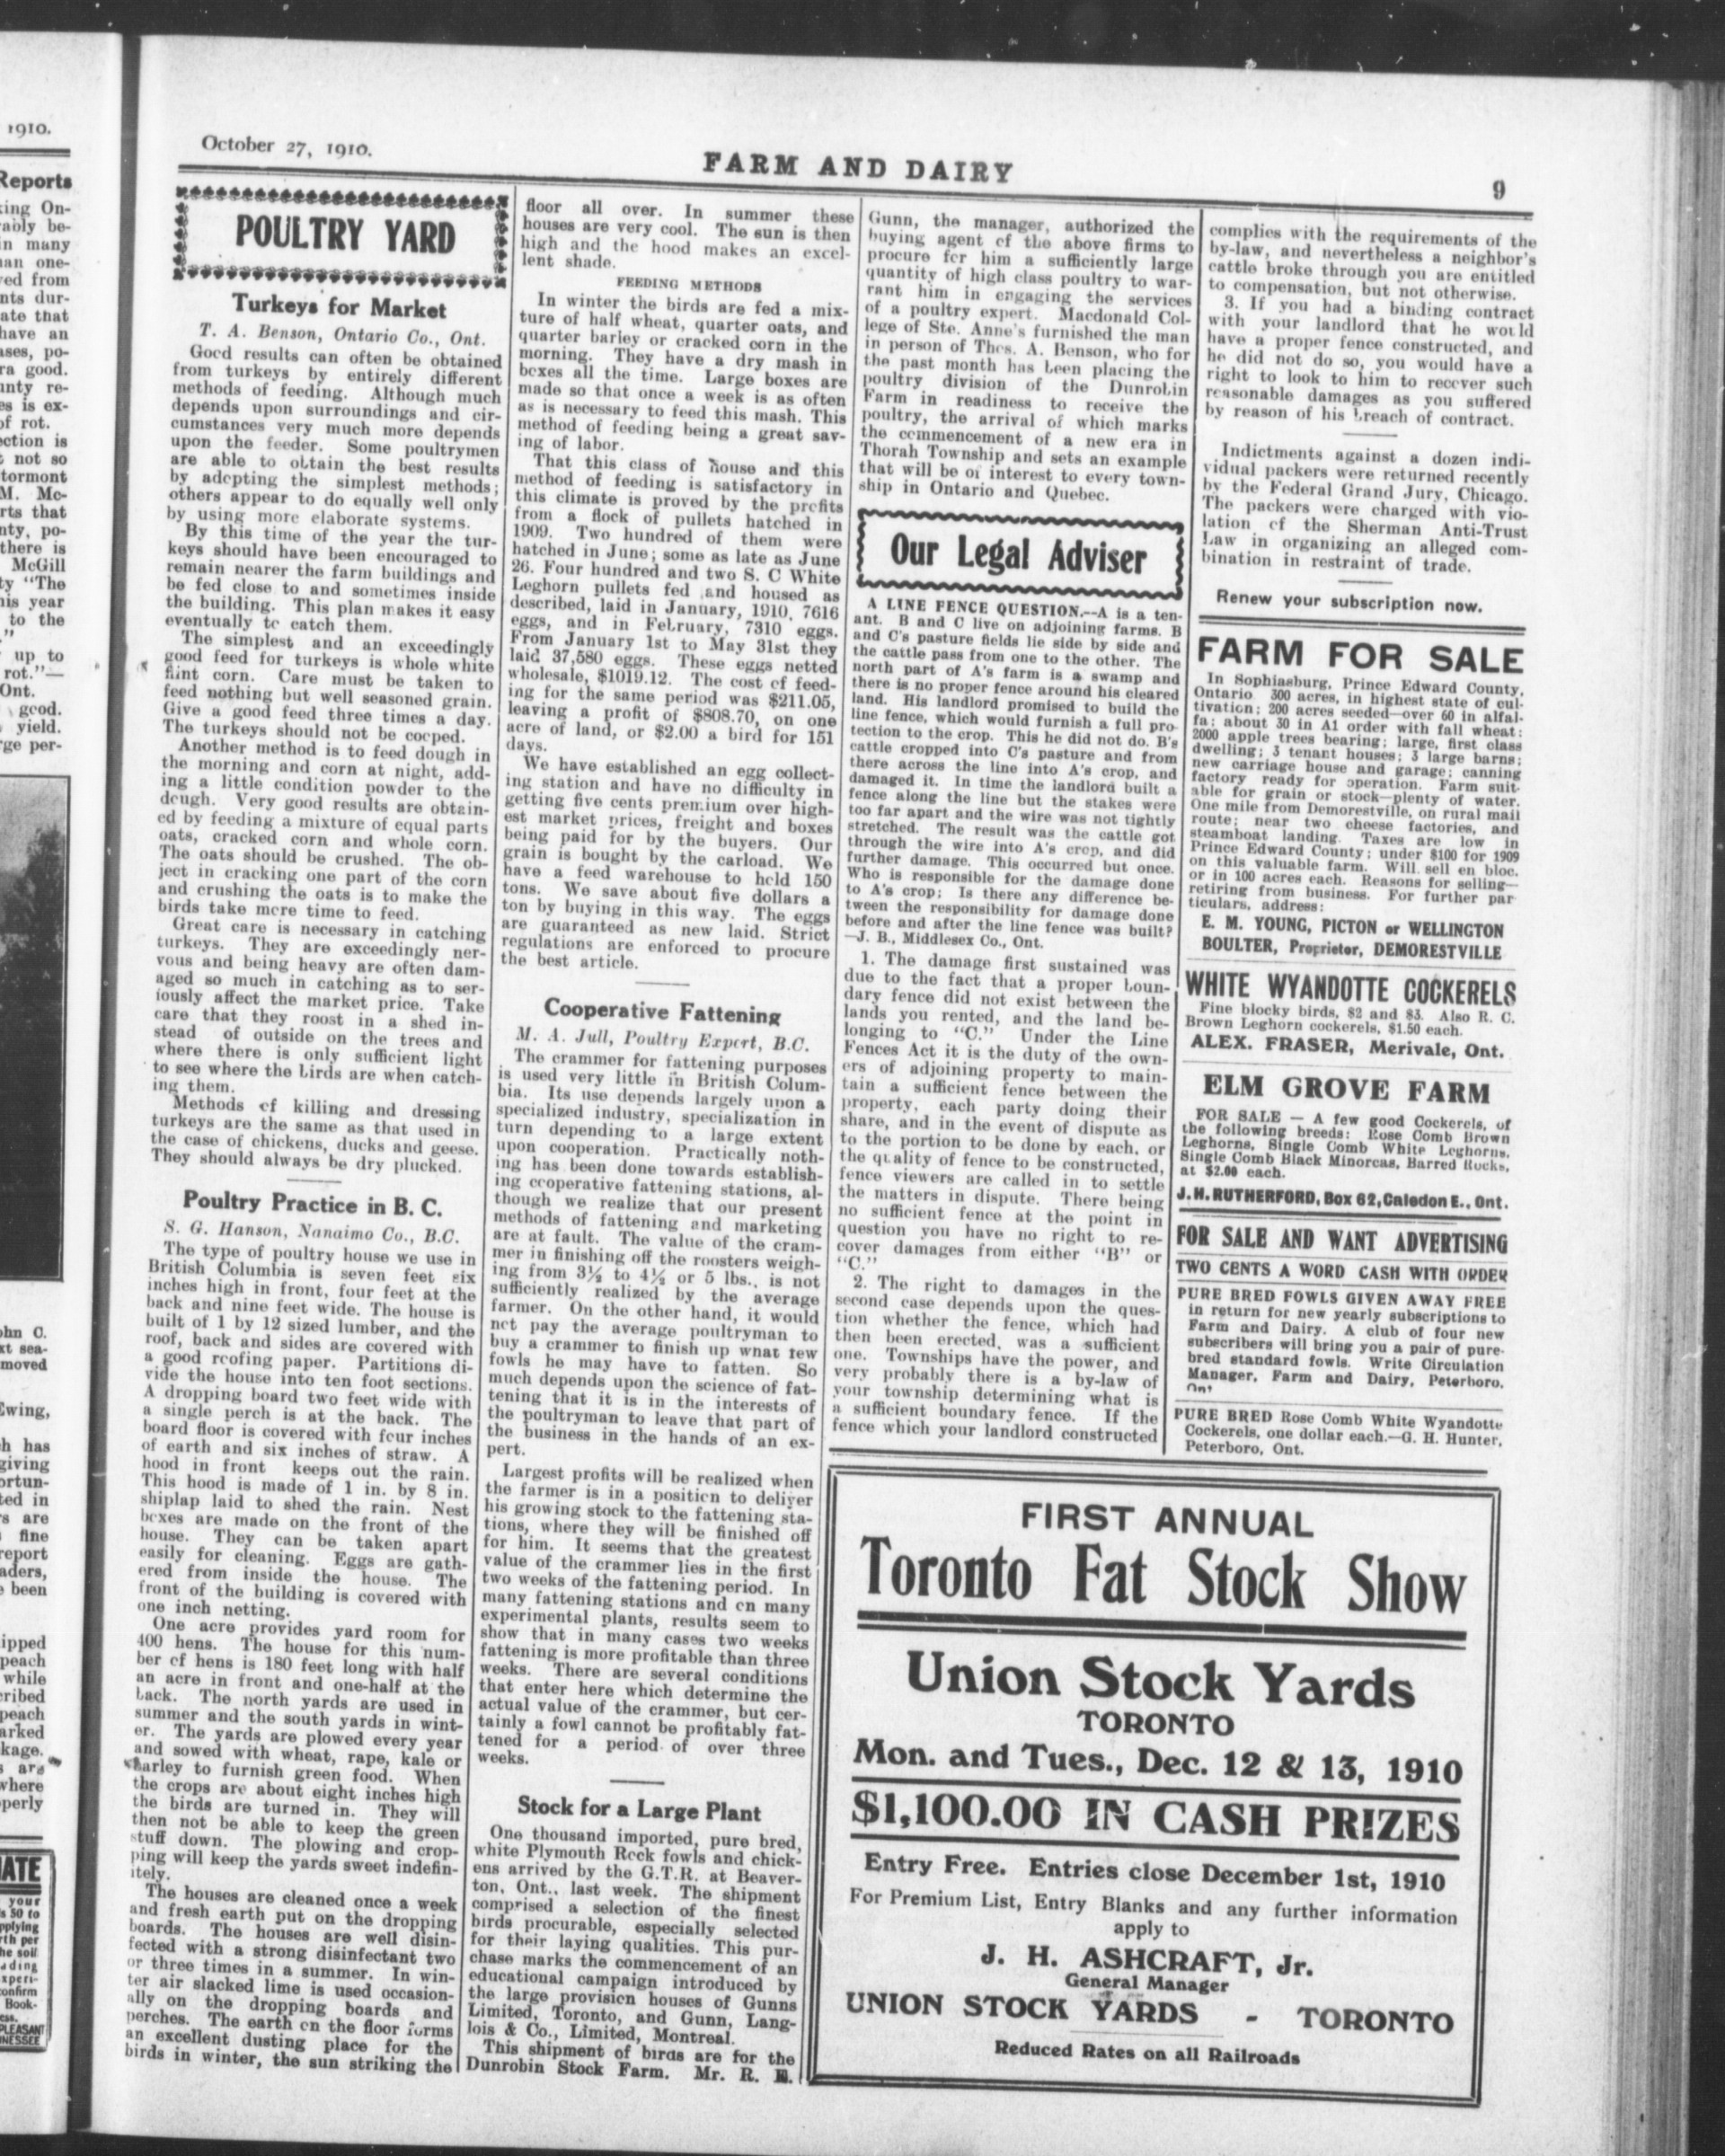 October 27, 1910.
FARM AND DAIRY
9
POULTRY YARD
Turkeys for Market
T. A. Benson, Ontario Co., Ont.
Good results can often be obtained
from turkeys by entirely different
methods of feeding. Although much
depends upon surroundings and cir-
cumstances very much more depends
upon the feeder. Some poultrymen
are able to obtain the best results
by adopting the simplest methods;
others appear to do equally well only
by using more elaborate systems.
By this time of the year the tur-
keys should have been encouraged to
remain nearer the farm buildings and
be fed close to and sometimes inside
the building. This plan makes it easy
eventually to catch them.
The simplest and an exceedingly
good feed for turkeys is whole white
flint corn. Care must be taken to
feed nothing but well seasoned grain.
Give a good feed three times a day.
The turkeys should not be cooped.
Another method is to feed dough in
the morning and corn at night, add-
ing a little condition powder to the
dough. Very good results are obtain-
ed by feeding a mixture of equal parts
oats, cracked corn and whole corn.
The oats should be crushed. The ob-
ject in cracking one part of the corn
and crushing the oats is to make the
birds take more time to feed.
Great care is necessary in catching
turkeys. They are exceedingly ner-
vous and being heavy are often dam-
aged so much in catching as to ser-
iously affect the market price. Take
care that they roost in a shed in-
stead of outside on the trees and
where there is only sufficient light
to see where the birds are when catch-
ing them.
Methods of killing and dressing
turkeys are the same as that used in
the case of chickens, ducks and geese.
They should always be dry plucked.
Poultry Practice in B. C.
S. G. Hanson, Nanaimo Co., B.C.
The type of poultry house we use in
British Columbia is seven feet six
inches high in front, four feet at the
back and nine feet wide. The house is
built of 1 by 12 sized lumber, and the
roof, back and sides are covered with
a good roofing paper. Partitions di-
vide the house into ten foot sections.
A dropping board two feet wide with
a single perch is at the back. The
board floor is covered with four inches
of earth and six inches of straw. A
hood in front keeps out the rain.
This hood is made of 1 in. by 8 in.
shiplap laid to shed the rain. Nest
boxes are made on the front of the
house. They can be taken apart
easily for cleaning. Eggs are gath-
ered from inside the house. The
front of the building is covered with
one inch netting.
One acre provides yard room for
400 hens. The house for this num-
ber of hens is 180 feet long with half
an acre in front and one-half at the
back. The north yards are used in
summer and the south yards in wint-
er. The yards are plowed every year
and sowed with wheat, rape, kale or
barley to furnish green food. When
the crops are about eight inches high
the birds are turned in. They will
then not be able to keep the green
stuff down. The plowing and crop-
ping will keep the yards sweet indefin-
itely.
The houses are cleaned once a week
and fresh earth put on the dropping
boards. The houses are well disin-
fected with a strong disinfectant two
or three times in a summer. In win-
ter air slacked lime is used occasion-
ally on the dropping boards and
perches. The earth on the floor forms
an excellent dusting place for the
birds in winter, the sun striking the
floor all over. In summer these
houses are very cool. The sun is then
high and the hood makes an excel-
lent shade.
FEEDING METHODS
In winter the birds are fed a mix-
ture of half wheat, quarter oats, and
quarter barley or cracked corn in the
morning. They have a dry mash in
boxes all the time. Large boxes are
made so that once a week is as often
as is necessary to feed this mash. This
method of feeding being a great sav-
ing of labor.
That this class of house and this
method of feeding is satisfactory in
this climate is proved by the profits
from a flock of pullets hatched in
1909. Two hundred of them were
hatched in June; some as late as June
26. Four hundred and two S. C White
Leghorn pullets fed and housed as
described, laid in January, 1910, 7616
eggs, and in February, 7310 eggs.
From January 1st to May 31st they
laid 37,580 eggs. These eggs netted
wholesale, $1019.12. The cost of feed-
ing for the same period was $211.05,
leaving a profit of $808.70, on one
acre of land, or $2.00 a bird for 151
days.
We have established an egg collect-
ing station and have no difficulty in
getting five cents premium over high-
est market prices, freight and boxes
being paid for by the buyers. Our
grain is bought by the carload. We
have a feed warehouse to hold 150
tons. We save about five dollars a
ton by buying in this way. The eggs
are guaranteed as new laid. Strict
regulations are enforced to procure
the best article.
Cooperative Fattening
M. A. Jull, Poultry Expert, B.C.
The crammer for fattening purposes
is used very little in British Colum-
bia. Its use depends largely upon a
specialized industry, specialization in
turn depending to a large extent
upon cooperation. Practically noth-
ing has been done towards establish-
ing cooperative fattening stations, al-
though we realize that our present
methods of fattening and marketing
are at fault. The value of the cram-
mer in finishing off the roosters weigh-
ing from 3½ to 4½ or 5 lbs., is not
sufficiently realized by the average
farmer. On the other hand, it would
not pay the average poultryman to
buy a crammer to finish up what few
fowls he may have to fatten. So
much depends upon the science of fat-
tening that it is in the interests of
the poultryman to leave that part of
the business in the hands of an ex-
pert.
Largest profits will be realized when
the farmer is in a position to deliver
his growing stock to the fattening sta-
tions, where they will be finished off
for him. It seems that the greatest
value of the crammer lies in the first
two weeks of the fattening period. In
many fattening stations and on many
experimental plants, results seem to
show that in many cases two weeks
fattening is more profitable than three
weeks. There are several conditions
that enter here which determine the
actual value of the crammer, but cer-
tainly a fowl cannot be profitably fat-
tened for a period of over three
weeks.
Stock for a Large Plant
One thousand imported, pure bred,
white Plymouth Rock fowls and chick-
ens arrived by the G.T.R. at Beaver-
ton, Ont., last week. The shipment
comprised a selection of the finest
birds procurable, especially selected
for their laying qualities. This pur-
chase marks the commencement of an
educational campaign introduced by
the large provision houses of Gunns
Limited, Toronto, and Gunn, Lang-
lois & Co., Limited, Montreal.
This shipment of birds are for the
Dunrobin Stock Farm. Mr. R. E.
Gunn, the manager, authorized the
buying agent of the above firms to
procure for him a sufficiently large
quantity of high class poultry to war-
rant him in engaging the services
of a poultry expert. Macdonald Col-
lege of Ste. Anne's furnished the man
in person of Thos. A. Benson, who for
the past month has been placing the
poultry division of the Dunrobin
Farm in readiness to receive the
poultry, the arrival of which marks
the commencement of a new era in
Thorah Township and sets an example
that will be of interest to every town-
ship in Ontario and Quebec.
Our Legal Adviser
A LINE FENCE QUESTION.--A is a ten-
ant. B and C live on adjoining farms. B
and C's pasture fields lie side by side and
the cattle pass from one to the other. The
north part of A's farm is a swamp and
there is no proper fence around his cleared
land. His landlord promised to build the
line fence, which would furnish a full pro-
tection to the crop. This he did not do. B's
cattle cropped into C's pasture and from
there across the line into A's crop, and
damaged it. In time the landlord built a
fence along the line but the stakes were
too far apart and the wire was not tightly
stretched. The result was the cattle got
through the wire into A's crop, and did
further damage. This occurred but once.
Who is responsible for the damage done
to A's crop; Is there any difference be-
tween the responsibility for damage done
before and after the line fence was built?
—J. B., Middlesex Co., Ont.
1. The damage first sustained was
due to the fact that a proper boun-
dary fence did not exist between the
lands you rented, and the land be-
longing to "C." Under the Line
Fences Act it is the duty of the own-
ers of adjoining property to main-
tain a sufficient fence between the
property, each party doing their
share, and in the event of dispute as
to the portion to be done by each, or
the quality of fence to be constructed,
fence viewers are called in to settle
the matters in dispute. There being
no sufficient fence at the point in
question you have no right to re-
cover damages from either "B" or
"C."
2. The right to damages in the
second case depends upon the ques-
tion whether the fence, which had
then been erected, was a sufficient
one. Townships have the power, and
very probably there is a by-law of
your township determining what is
a sufficient boundary fence. If the
fence which your landlord constructed
complies with the requirements of the
by-law, and nevertheless a neighbor's
cattle broke through you are entitled
to compensation, but not otherwise.
3. If you had a binding contract
with your landlord that he would
have a proper fence constructed, and
he did not do so, you would have a
right to look to him to recover such
reasonable damages as you suffered
by reason of his breach of contract.
Indictments against a dozen indi-
vidual packers were returned recently
by the Federal Grand Jury, Chicago.
The packers were charged with vio-
lation of the Sherman Anti-Trust
Law in organizing an alleged com-
bination in restraint of trade.
Renew your subscription now.
FARM FOR SALE
In Sophiasburg, Prince Edward County,
Ontario 300 acres, in highest state of cul-
tivation; 200 acres seeded—over 60 in alfal-
fa; about 30 in A1 order with fall wheat;
2000 apple trees bearing; large, first class
dwelling; 3 tenant houses; 3 large barns;
new carriage house and garage; canning
factory ready for operation. Farm suit-
able for grain or stock—plenty of water.
One mile from Demorestville, on rural mail
route; near two cheese factories, and
steamboat landing. Taxes are low in
Prince Edward County; under $100 for 1909
on this valuable farm. Will sell en bloc.
or in 100 acres each. Reasons for selling—
retiring from business. For further par
ticulars, address:
E. M. YOUNG, PICTON or WELLINGTON
BOULTER, Proprietor, DEMORESTVILLE
WHITE WYANDOTTE COCKERELS
Fine blocky birds, $2 and $3. Also R. C.
Brown Leghorn cockerels, $1.50 each.
ALEX. FRASER, Merivale, Ont.
ELM GROVE FARM
FOR SALE — A few good Cockerels, of
the following breeds: Rose Comb Brown
Leghorns, Single Comb White Leghorns,
Single Comb Black Minorcas, Barred Rocks,
at $2.00 each.
J. H. RUTHERFORD, Box 62, Caledon E., Ont.
FOR SALE AND WANT ADVERTISING
TWO CENTS A WORD CASH WITH ORDER
PURE BRED FOWLS GIVEN AWAY FREE
in return for new yearly subscriptions to
Farm and Dairy. A club of four new
subscribers will bring you a pair of pure-
bred standard fowls. Write Circulation
Manager, Farm and Dairy, Peterboro,
Ont
PURE BRED Rose Comb White Wyandotte
Cockerels, one dollar each.—G. H. Hunter,
Peterboro, Ont.
FIRST ANNUAL
Toronto Fat Stock Show
Union Stock Yards
TORONTO
Mon. and Tues., Dec. 12 & 13, 1910
$1,100.00 IN CASH PRIZES
Entry Free. Entries close December 1st, 1910
For Premium List, Entry Blanks and any further information
apply to
J. H. ASHCRAFT, Jr.
General Manager
UNION STOCK YARDS - TORONTO
Reduced Rates on all Railroads